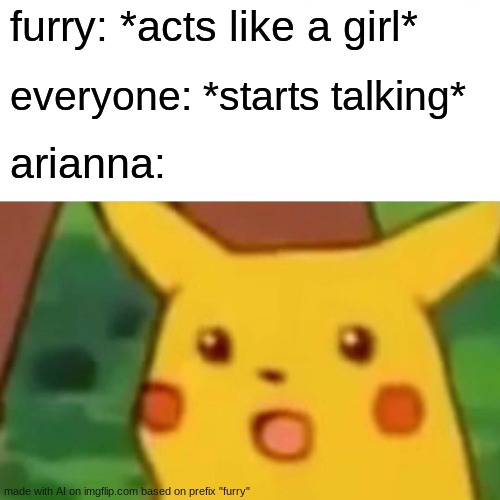 furry: *acts like a girl*
everyone: *starts talking*
arianna:
made with AI on imgflip.com based on prefix "furry"